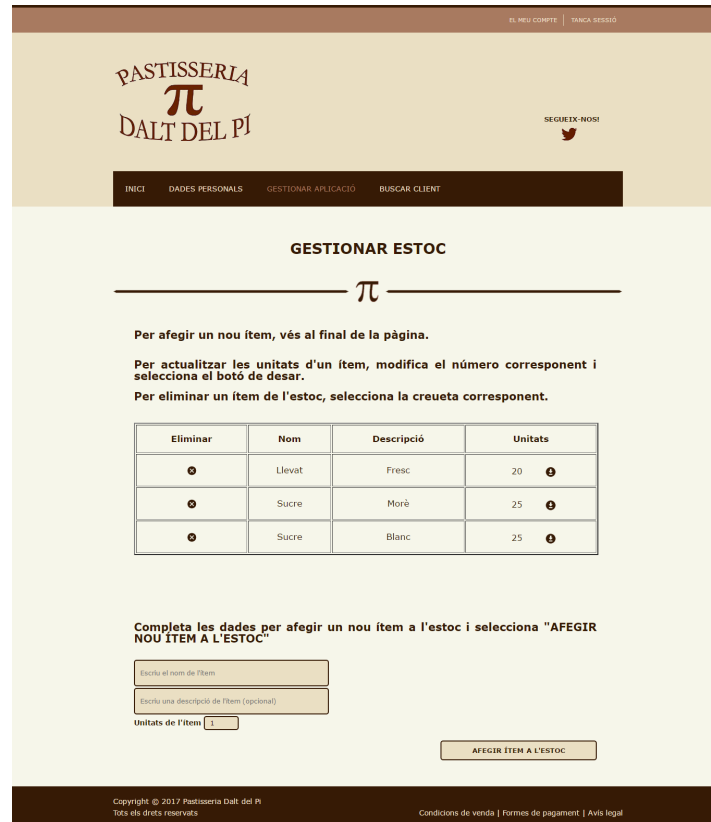 EL MEU COMPTE | TANCA SESSIÓ
PASTISSERIA
π
DALT DEL PI
SEGUEIX-NOS!
INICI DADES PERSONALS GESTIONAR APLICACIÓ BUSCAR CLIENT
GESTIONAR ESTOC
π
Per afegir un nou ítem, vés al final de la pàgina.
Per actualitzar les unitats d'un ítem, modifica el número corresponent i
selecciona el botó de desar.
Per eliminar un ítem de l'estoc, selecciona la creueta corresponent.
Eliminar Nom Descripció Unitats
Llevat Fresc 20
Sucre Morè 25
Sucre Blanc 25
Completa les dades per afegir un nou ítem a l'estoc i selecciona "AFEGIR
NOU ÍTEM A L'ESTOC"
Escriu el nom de l'ítem
Escriu una descripció de l'ítem (opcional)
Unitats de l'ítem 1
AFEGIR ÍTEM A L'ESTOC
Copyright @ 2017 Pastisseria Dalt del Pi
Tots els drets reservats
Condicions de venda | Formes de pagament | Avís legal